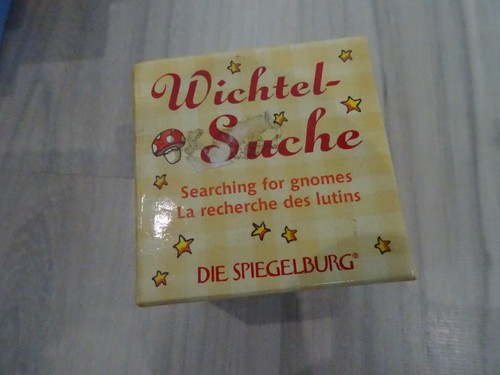 Wichtel-
Suche
Searching for gnomes
La recherche des lutins
DIE SPIEGELBURG®